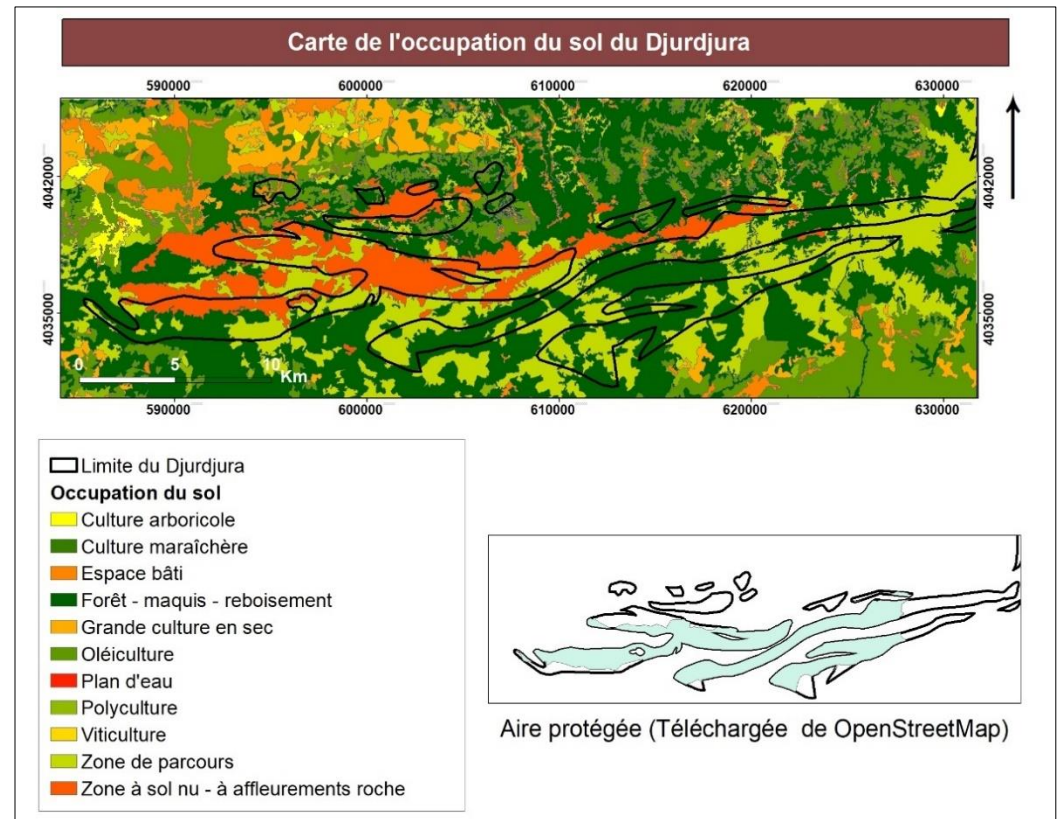 Carte de l'occupation du sol du Djurdjura
590000 600000 610000 620000 630000
4042000 4042000
4035000 4035000
0 5 10
Km
590000 600000 610000 620000 630000
Limite du Djurdjura
Occupation du sol
Culture arboricole
Culture maraîchère
Espace bâti
Forêt - maquis - reboisement
Grande culture en sec
Oléiculture
Plan d'eau
Polyculture
Viticulture
Zone de parcours
Zone à sol nu - à affleurements roche
Aire protégée (Téléchargée de OpenStreetMap)